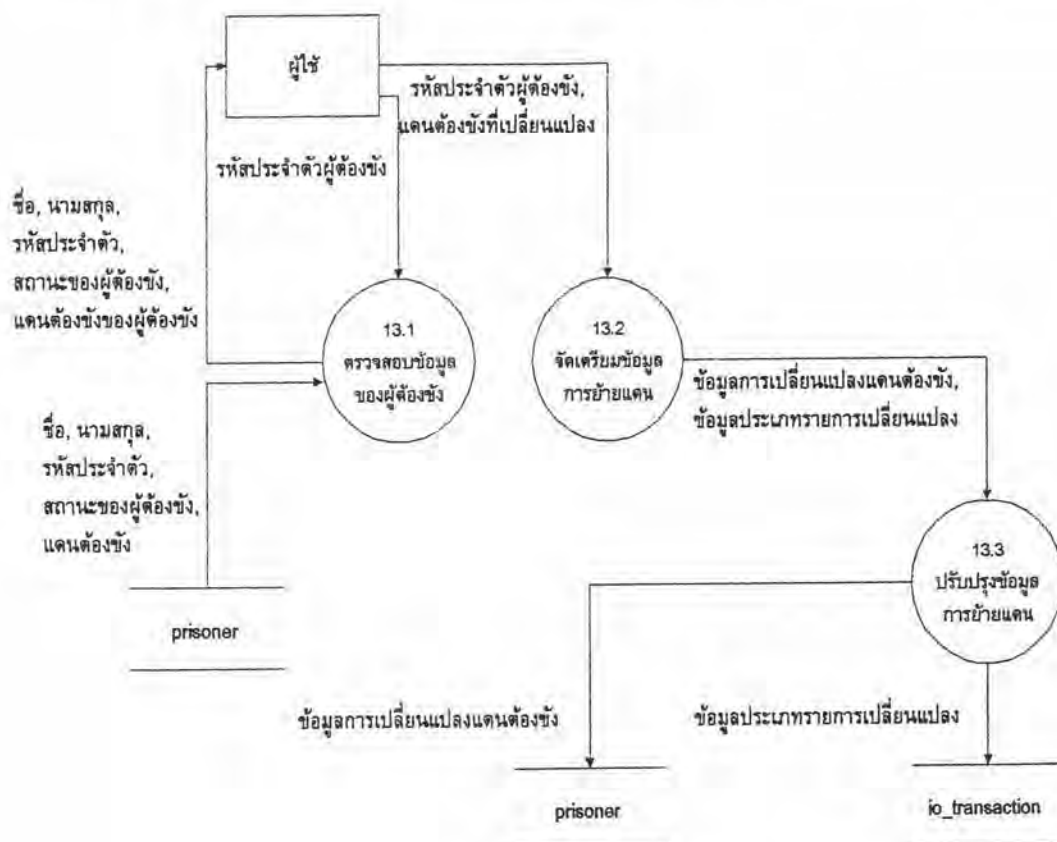 ผู้ใช้
รหัสประจำตัวผู้ต้องขัง,
แดนต้องขังที่เปลี่ยนแปลง
รหัสประจำตัวผู้ต้องขัง
ชื่อ, นามสกุล,
รหัสประจำตัว,
สถานะของผู้ต้องขัง,
แดนต้องขังของผู้ต้องขัง
13.1
ตรวจสอบข้อมูล
ของผู้ต้องขัง
13.2
จัดเตรียมข้อมูล
การย้ายแดน
ข้อมูลการเปลี่ยนแปลงแดนต้องขัง,
ข้อมูลประเภทรายการเปลี่ยนแปลง
ชื่อ, นามสกุล,
รหัสประจำตัว,
สถานะของผู้ต้องขัง,
แดนต้องขัง
13.3
ปรับปรุงข้อมูล
การย้ายแดน
prisoner
ข้อมูลการเปลี่ยนแปลงแดนต้องขัง
ข้อมูลประเภทรายการเปลี่ยนแปลง
prisoner
io_transaction